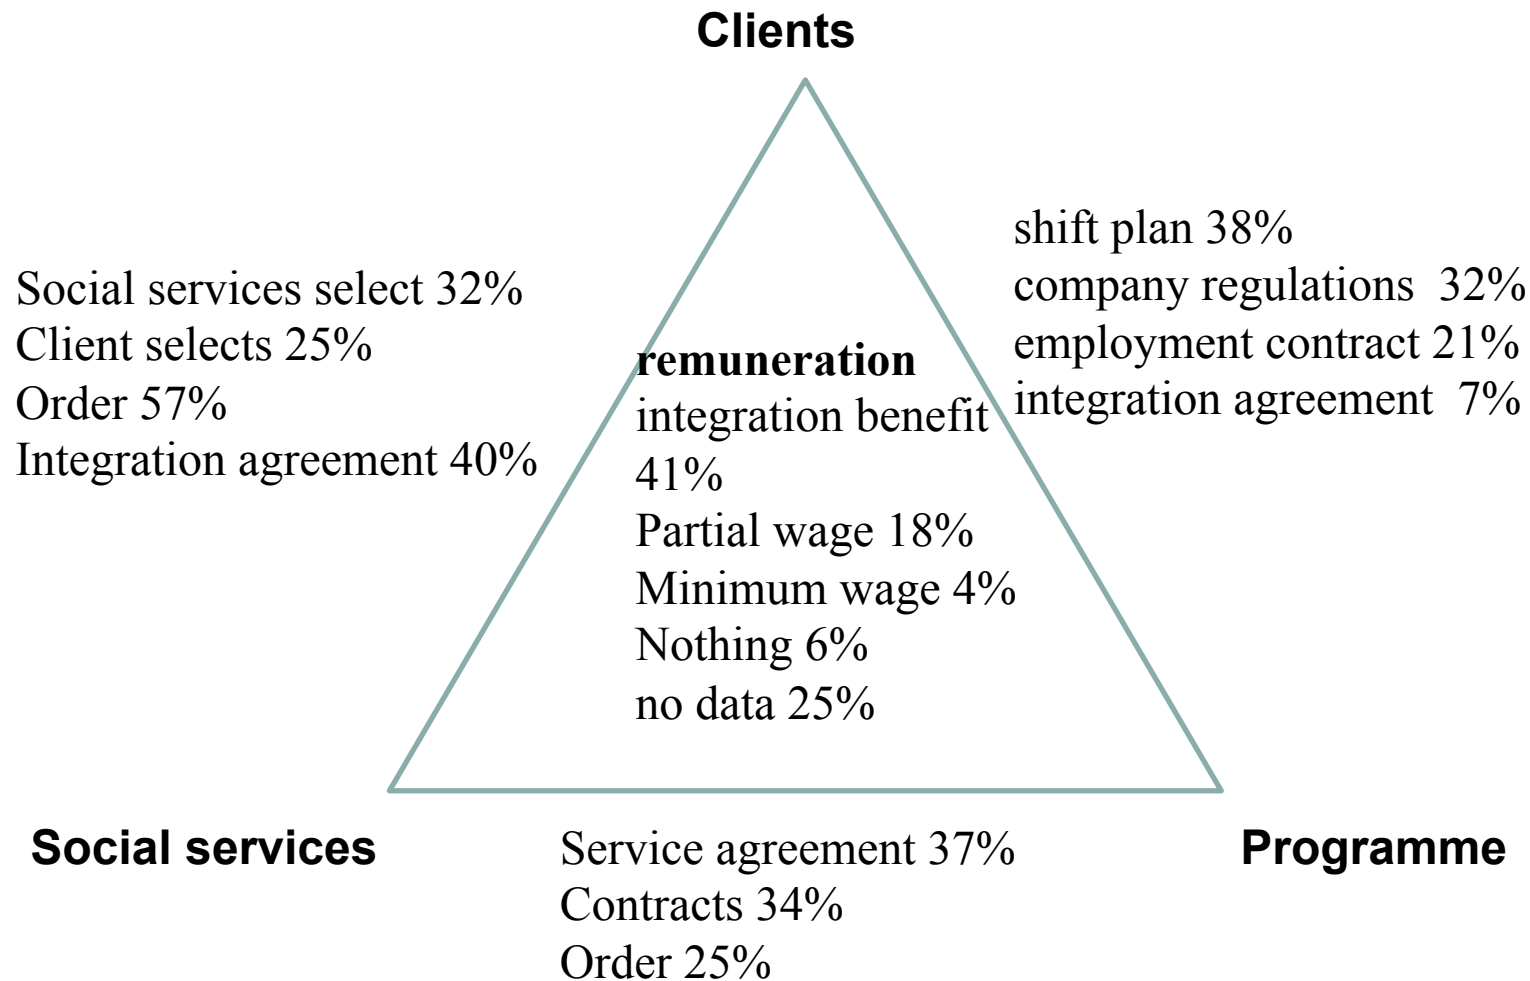 Clients
Social services select 32%
Client selects 25%
Order 57%
Integration agreement 40%
shift plan 38%
company regulations  32%
employment contract 21%
integration agreement  7%
remuneration
integration benefit
41%
Partial wage 18%
Minimum wage 4%
Nothing 6%
no data 25%
Social services
Service agreement 37%
Contracts 34%
Order 25%
Programme